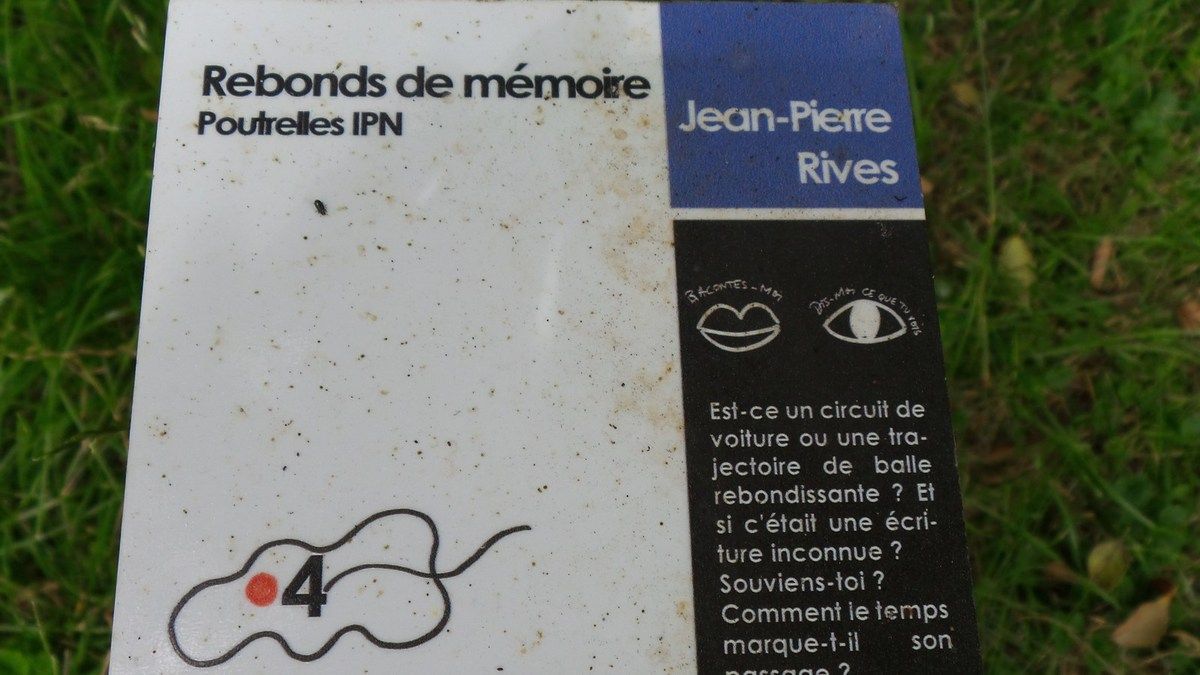 Rebonds de mémoire
Poutrelles IPN
Jean-Pierre
Rives
RACONTES-MOI
DIS-MOI CE QUE TU VOIS
Est-ce un circuit de
voiture ou une tra-
jectoire de balle
rebondissante ? Et
si c'était une écri-
ture inconnue ?
Souviens-toi ?
Comment le temps
marque-t-il son
passage ?
4